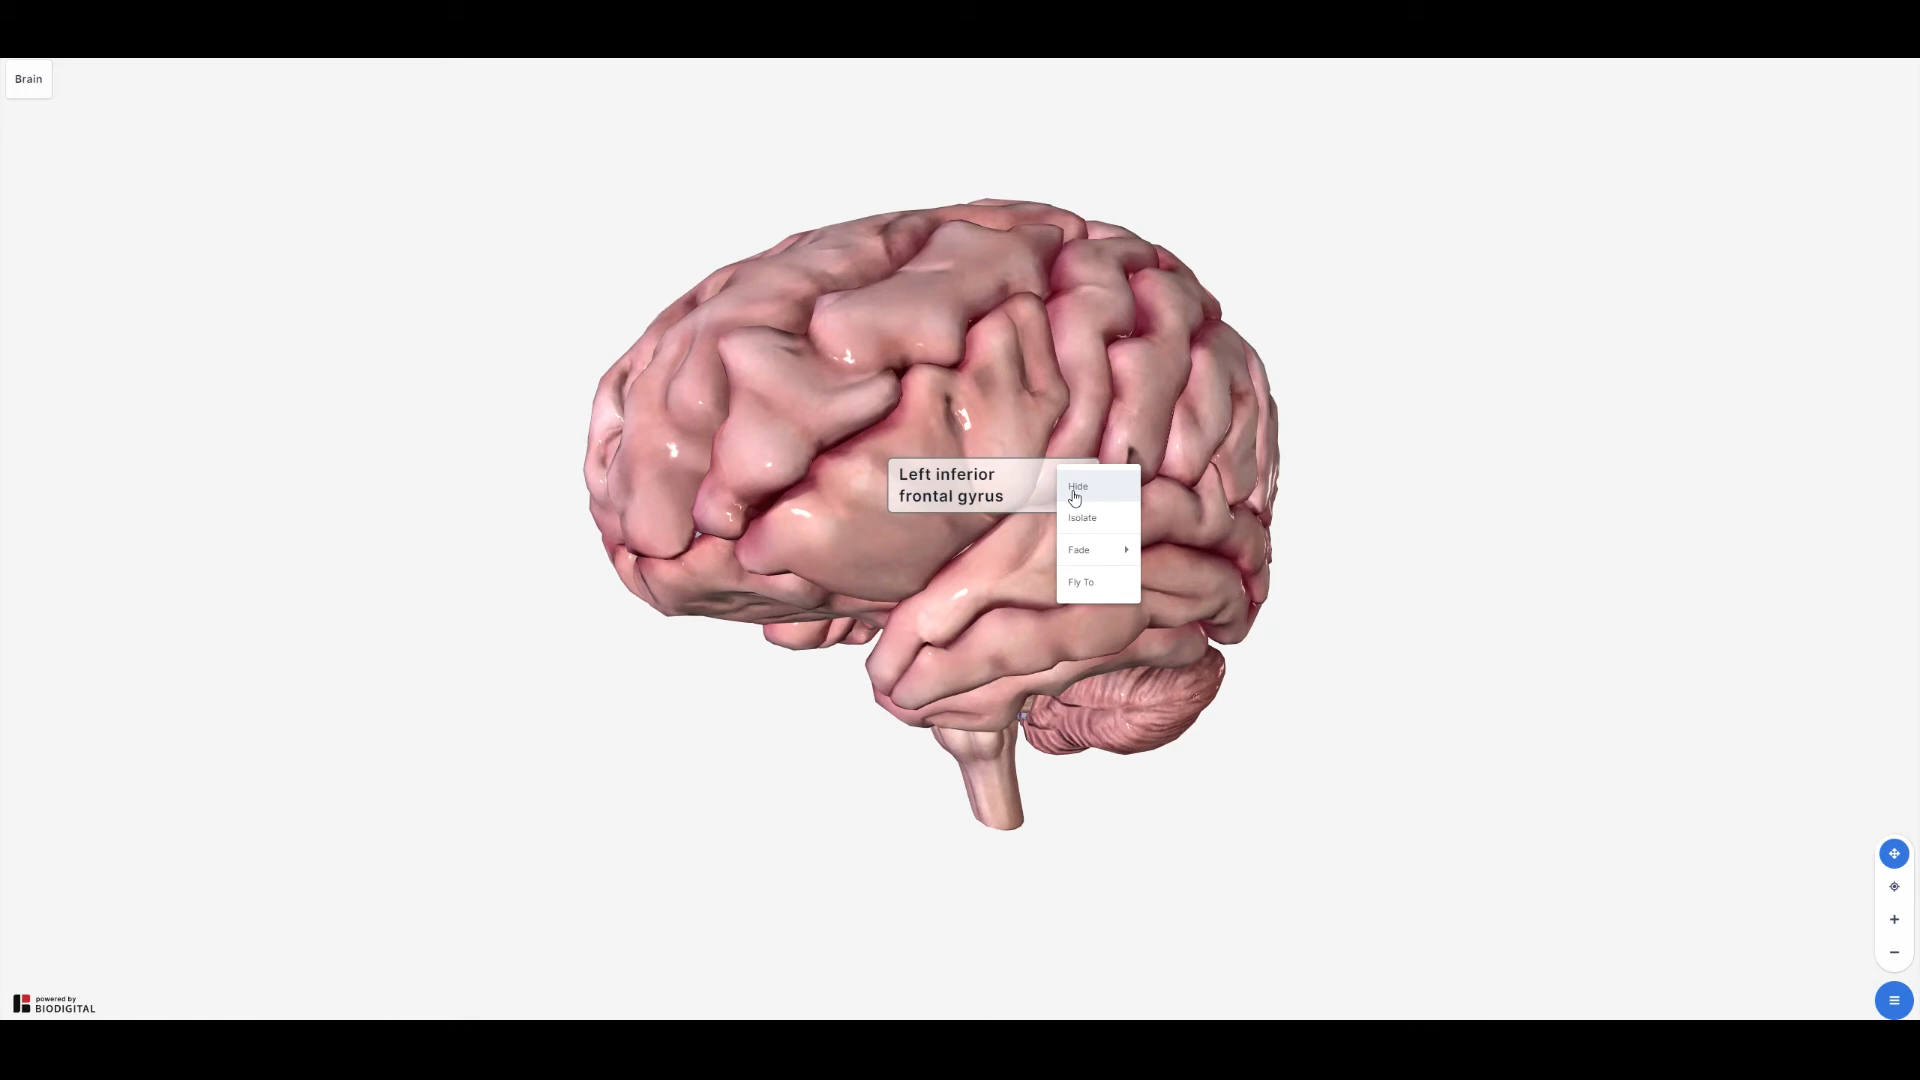 Brain
Left inferior
frontal gyrus
Hide
Isolate
Fade
Fly To
powered by
BIODIGITAL